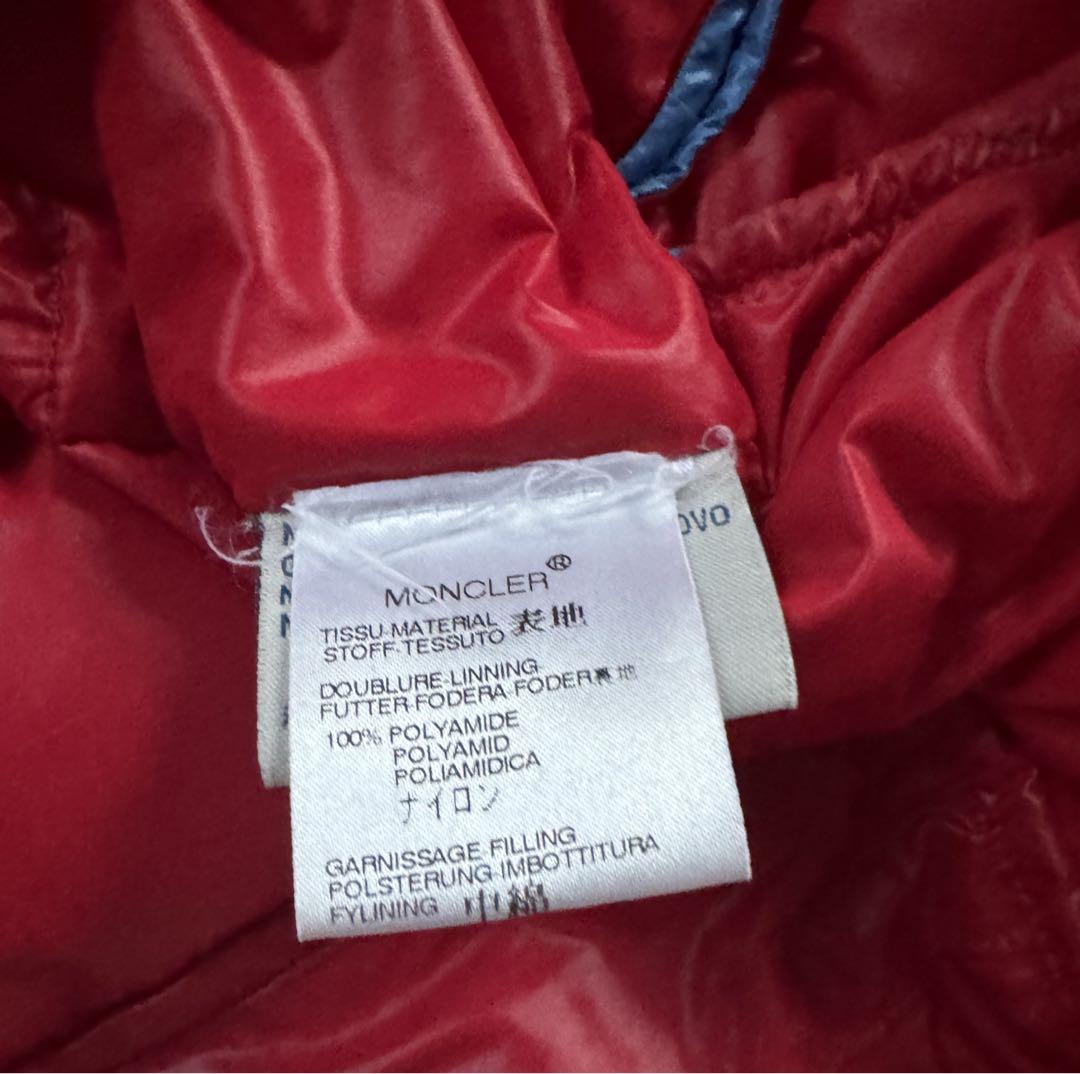 MONCLER®
TISSU-MATERIAL 表地
STOFF-TESSUTO
DOUBLURE-LINNING
FUTTER-FODERA-FODER裏地
100% POLYAMIDE
POLYAMID
POLIAMIDICA
ナイロン
GARNISSAGE FILLING
POLSTERUNG IMBOTTITURA
FYLINING 中綿